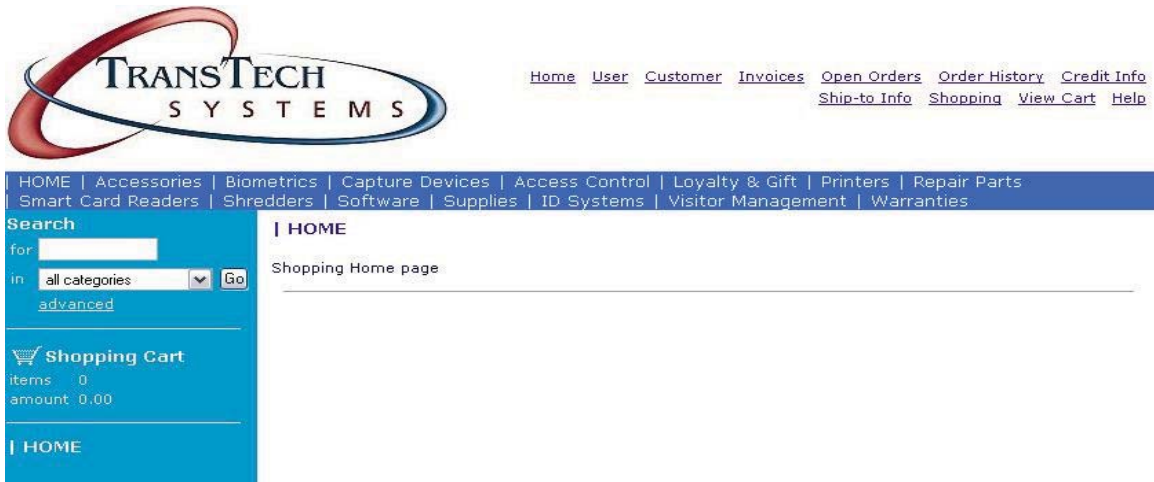 TRANSTECH
SYSTEMS
Home User Customer Invoices Open Orders Order History Credit Info
Ship-to Info Shopping View Cart Help
| HOME | Accessories | Biometrics | Capture Devices | Access Control | Loyalty & Gift | Printers | Repair Parts
| Smart Card Readers | Shredders | Software | Supplies | ID Systems | Visitor Management | Warranties
Search
for
in all categories Go
advanced
Shopping Cart
items 0
amount 0.00
| HOME
| HOME
Shopping Home page